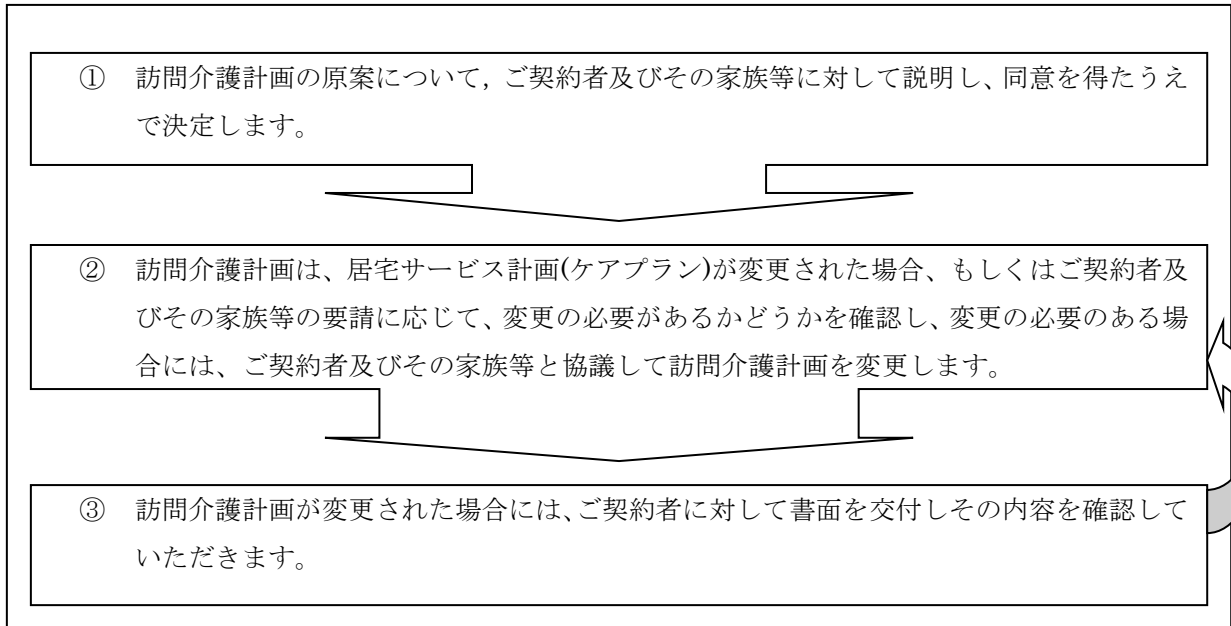 ① 訪問介護計画の原案について,ご契約者及びその家族等に対して説明し、同意を得たうえ
で決定します。
② 訪問介護計画は、居宅サービス計画(ケアプラン)が変更された場合、もしくはご契約者及
びその家族等の要請に応じて、変更の必要があるかどうかを確認し、変更の必要のある場
合には、ご契約者及びその家族等と協議して訪問介護計画を変更します。
③ 訪問介護計画が変更された場合には、ご契約者に対して書面を交付しその内容を確認して
いただきます。